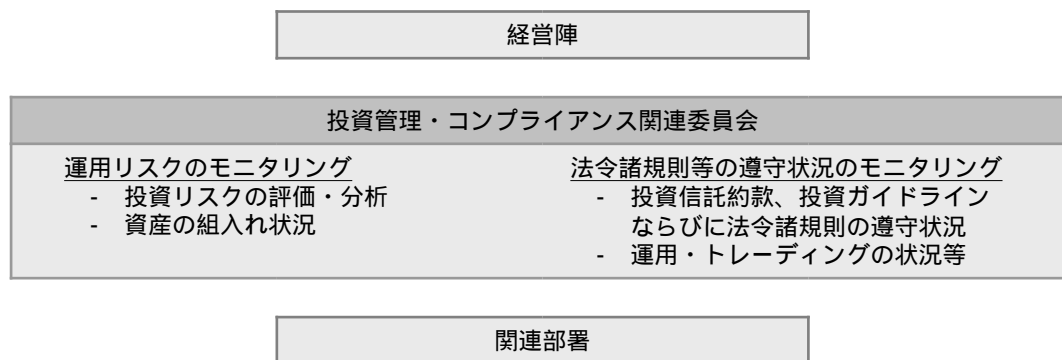 経営陣
投資管理・コンプライアンス関連委員会
運用リスクのモニタリング
- 投資リスクの評価・分析
- 資産の組入れ状況
法令諸規則等の遵守状況のモニタリング
- 投資信託約款、投資ガイドライン
ならびに法令諸規則の遵守状況
- 運用・トレーディングの状況等
関連部署